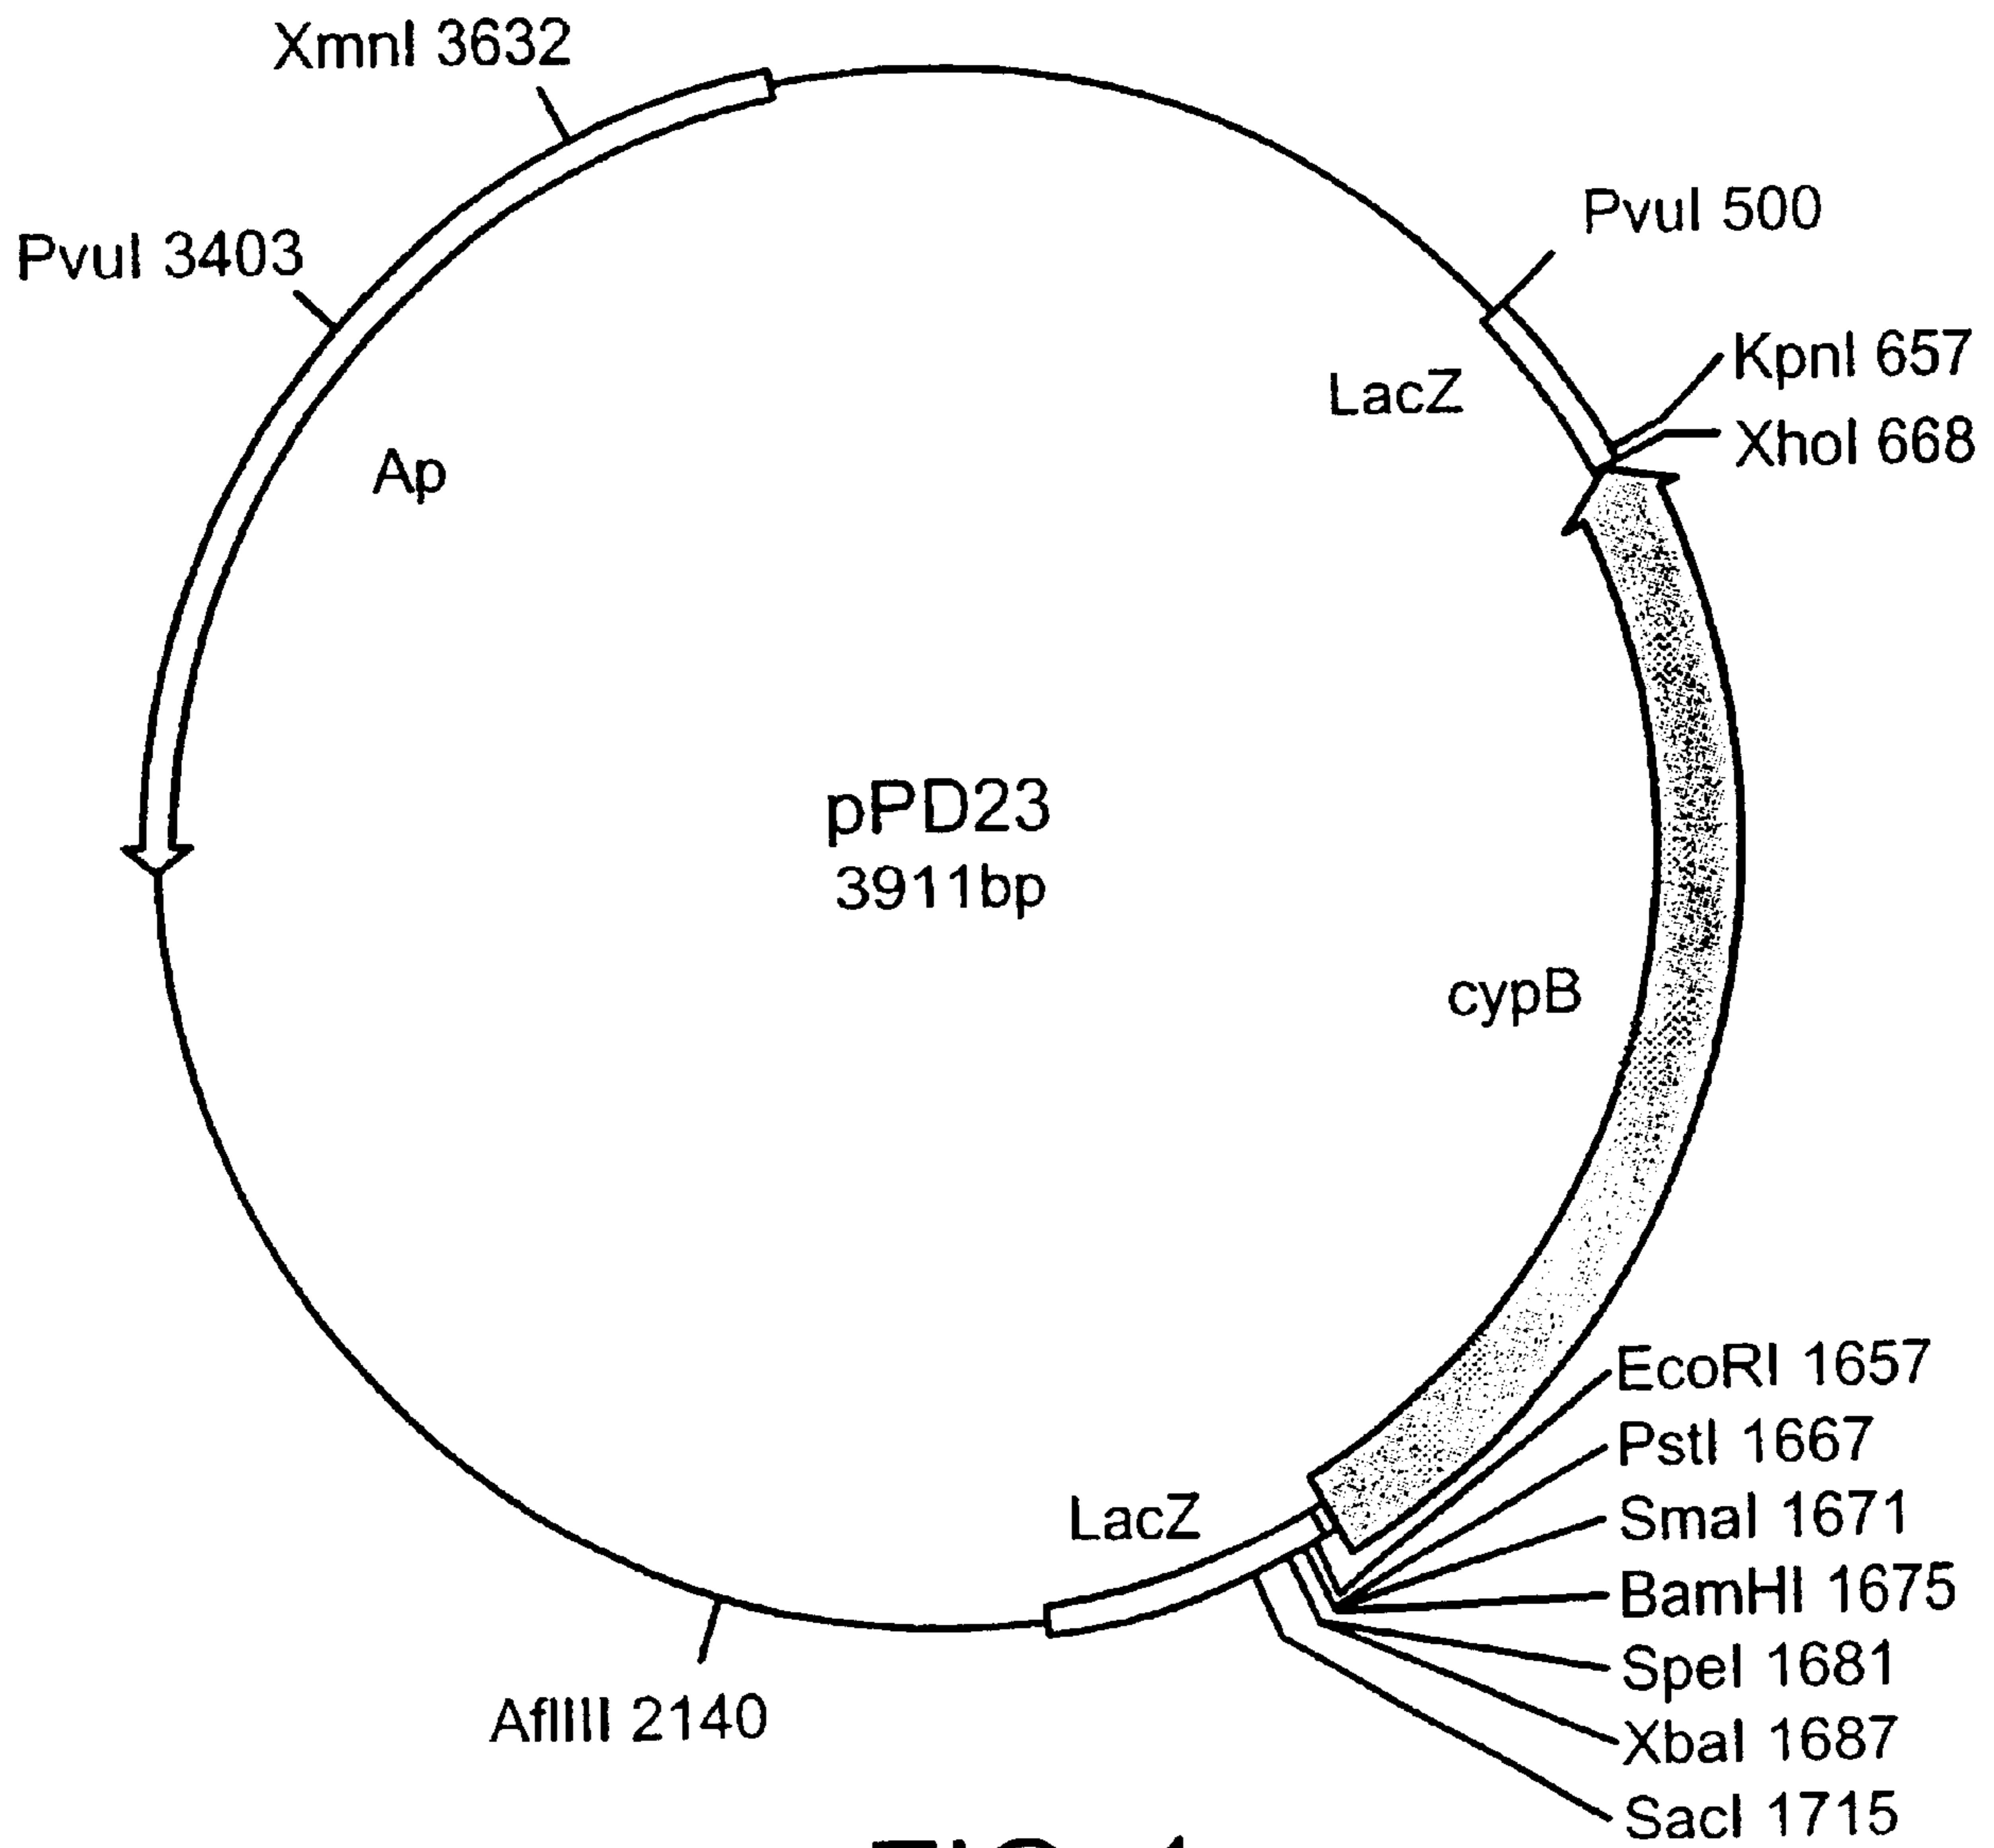 XmnI 3632
PvuI 500
PvuI 3403
KpnI 657
LacZ
XhoI 668
Ap
pPD23
3911bp
cypB
EcoRI 1657
PstI 1667
LacZ
SmaI 1671
BamHI 1675
SpeI 1681
AflIII 2140
XbaI 1687
SacI 1715